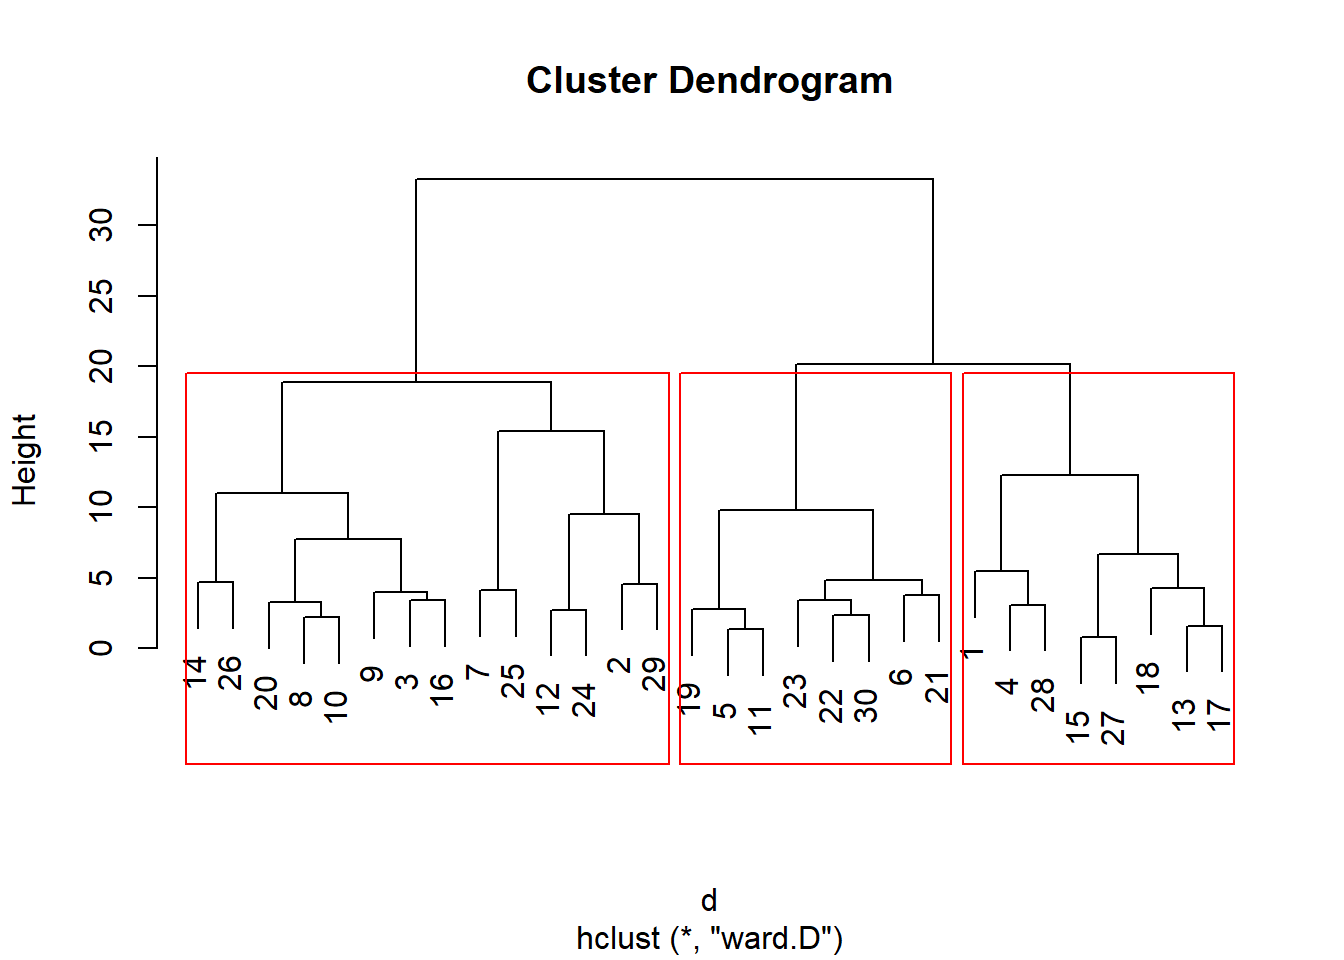 Cluster Dendrogram
Height
0 5 10 15 20 25 30
14 26 20 8 10 9 3 16 7 25 12 24 2 29 19 5 11 23 22 30 6 21 1 4 28 15 27 18 13 17
d
hclust (*, "ward.D")